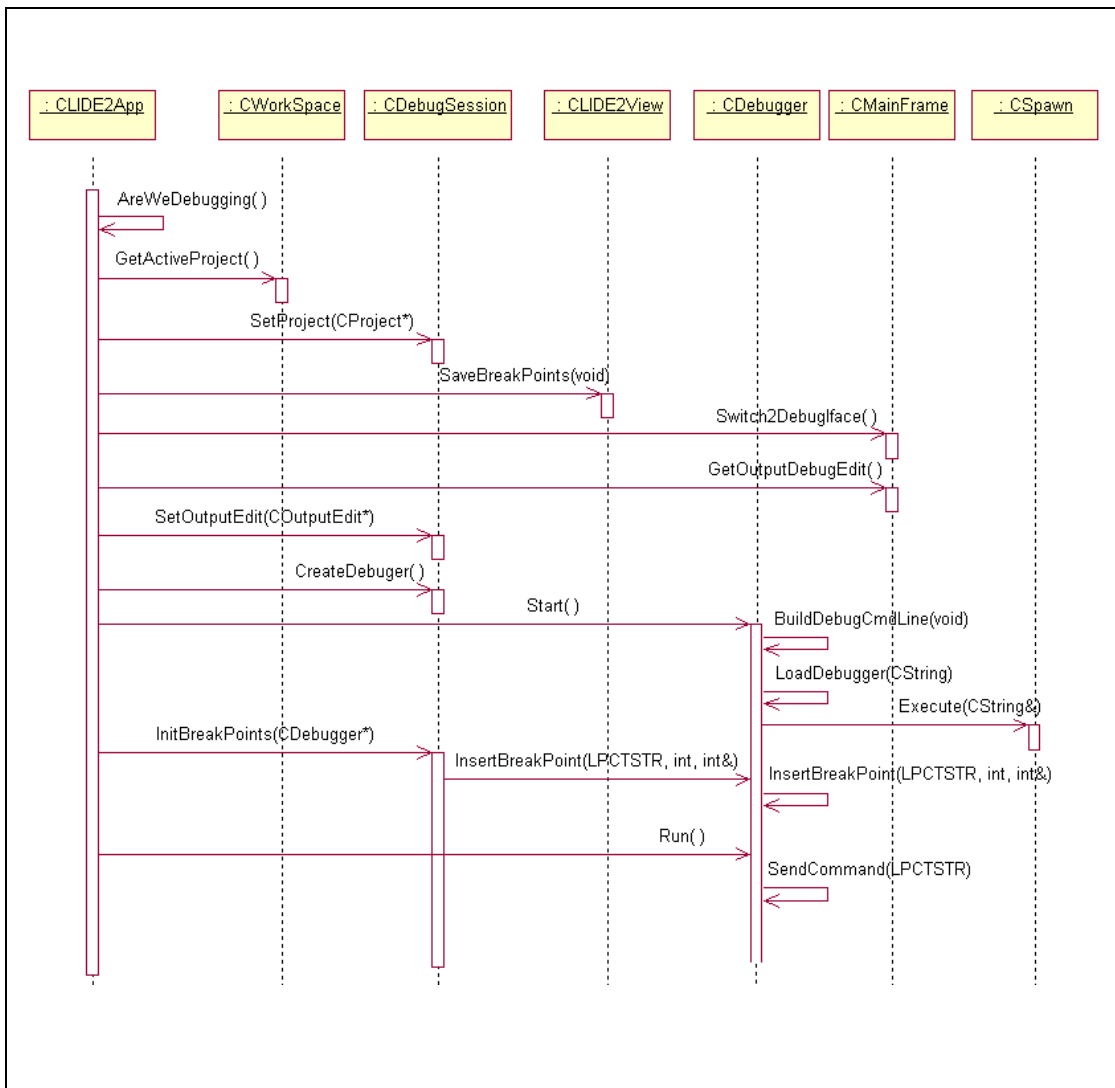 : CLIDE2App
: CWorkSpace
: CDebugSession
: CLIDE2View
: CDebugger
: CMainFrame
: CSpawn
AreWeDebugging( )
GetActiveProject( )
SetProject(CProject*)
SaveBreakPoints(void)
Switch2DebugIface( )
GetOutputDebugEdit( )
SetOutputEdit(COutputEdit*)
CreateDebuger( )
Start( )
BuildDebugCmdLine(void)
LoadDebugger(CString)
Execute(CString&)
InitBreakPoints(CDebugger*)
InsertBreakPoint(LPCTSTR, int, int&)
InsertBreakPoint(LPCTSTR, int, int&)
Run( )
SendCommand(LPCTSTR)